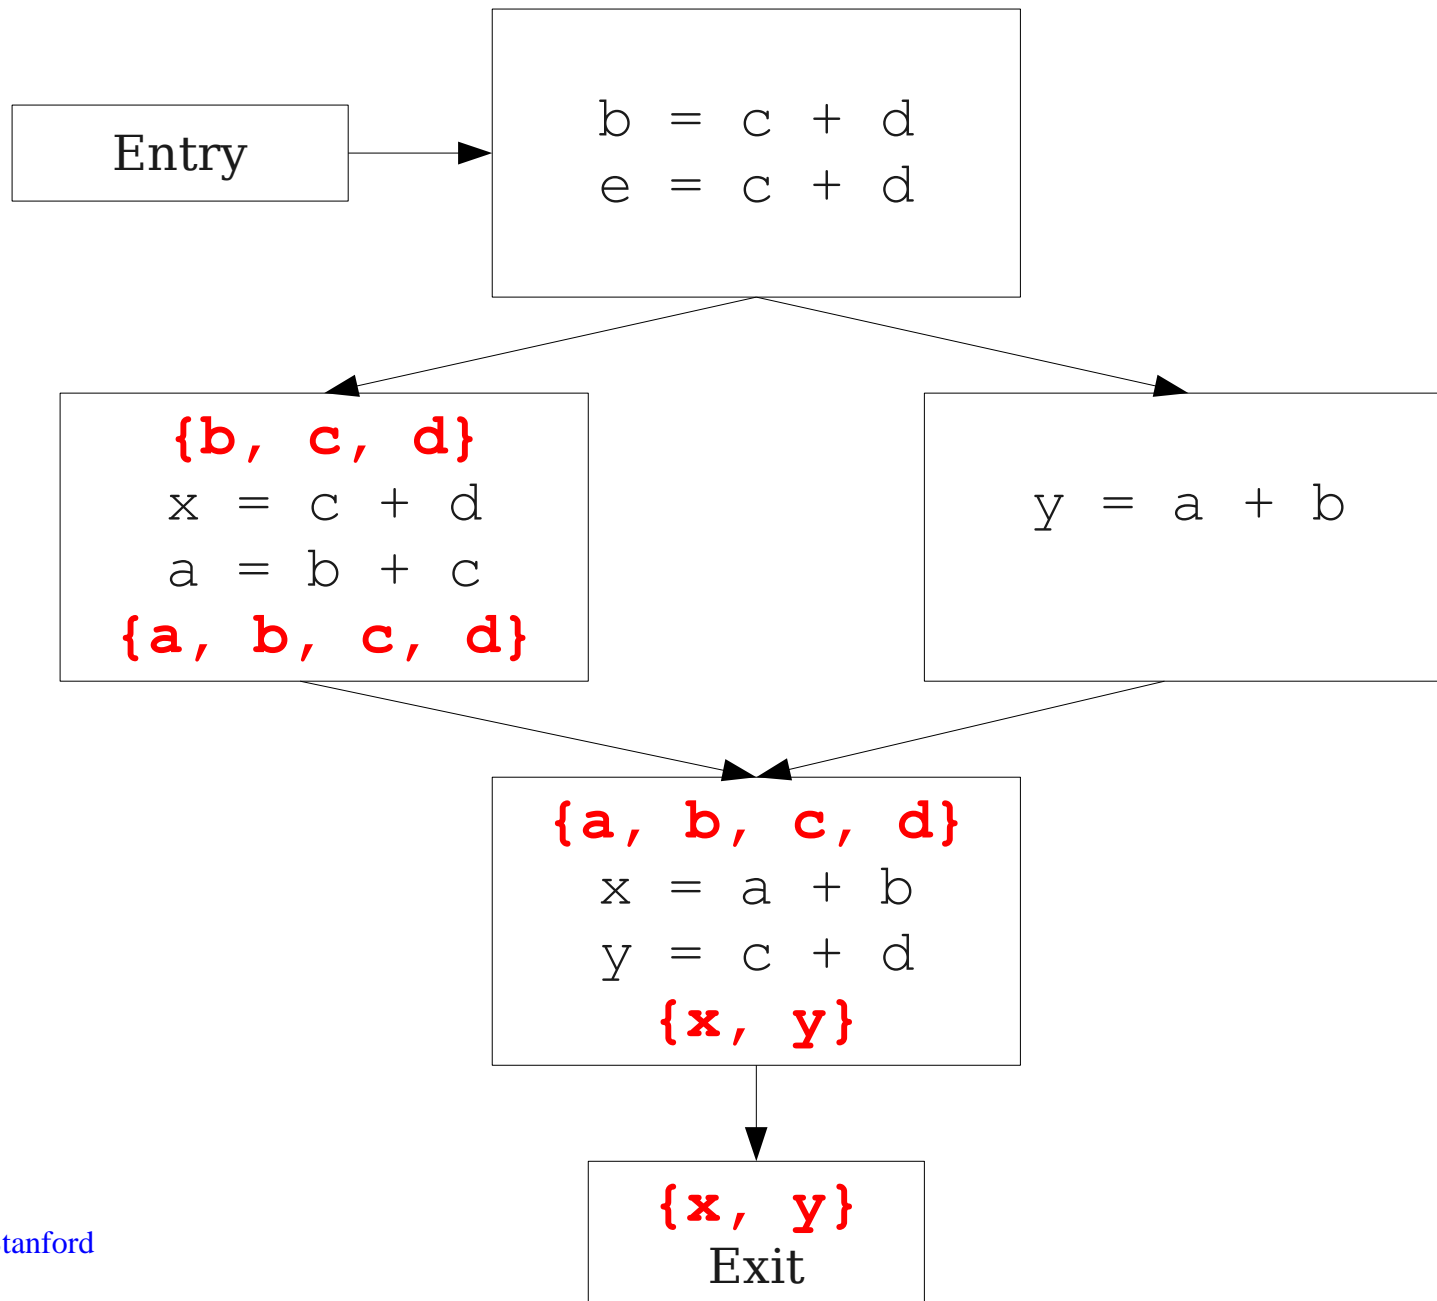 Entry
b = c + d
e = c + d
{b, c, d}
x = c + d
a = b + c
{a, b, c, d}
y = a + b
{a, b, c, d}
x = a + b
y = c + d
{x, y}
{x, y}
Exit
tanford